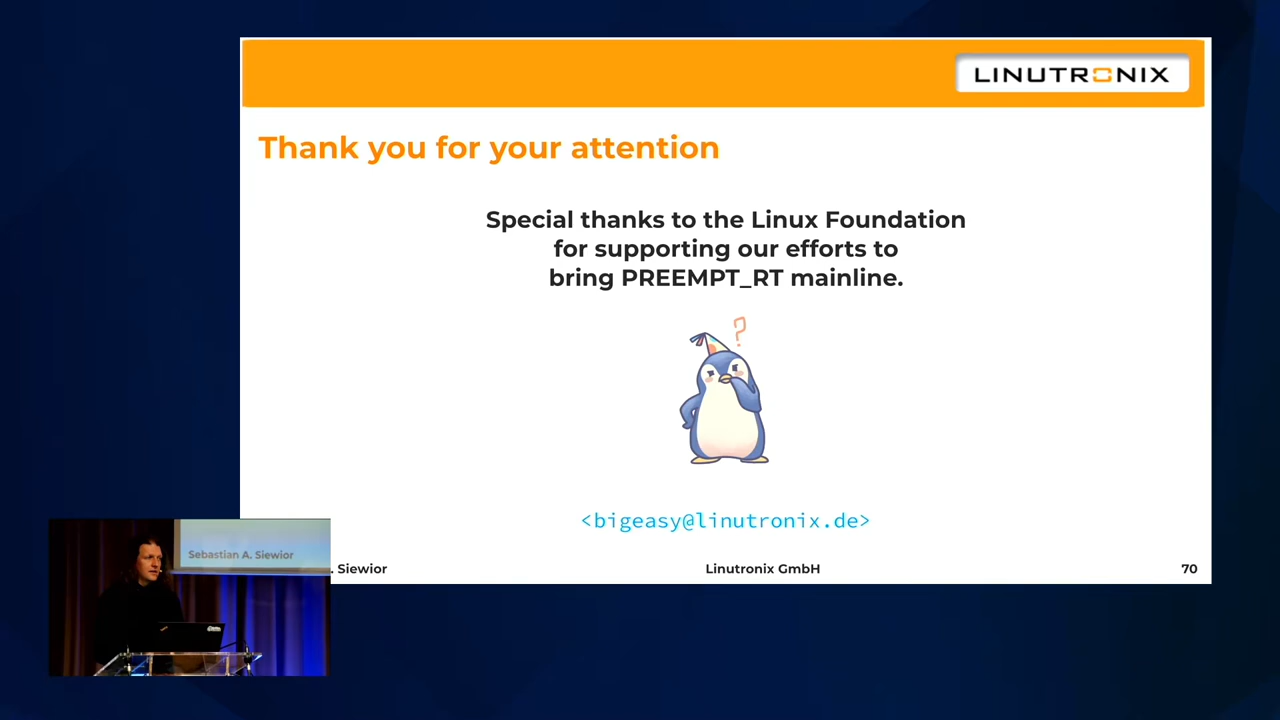 LINUTRONIX
Thank you for your attention
Special thanks to the Linux Foundation
for supporting our efforts to
bring PREEMPT_RT mainline.
?
<bigeasy@linutronix.de>
Sebastian A. Siewior
. Siewior
Linutronix GmbH
70